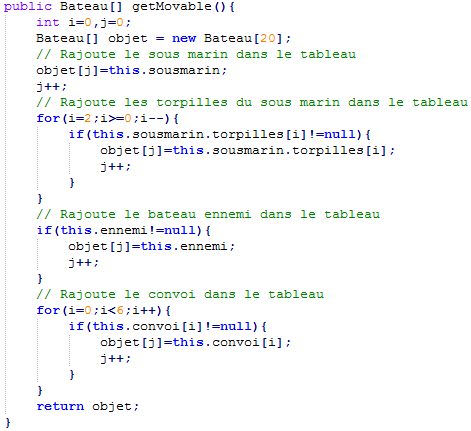 public Bateau[] getMovable(){
    int i=0,j=0;
    Bateau[] objet = new Bateau[20];
    // Rajoute le sous marin dans le tableau
    objet[j]=this.sousmarin;
    j++;
    // Rajoute les torpilles du sous marin dans le tableau
    for(i=2;i>=0;i--){
        if(this.sousmarin.torpilles[i]!=null){
            objet[j]=this.sousmarin.torpilles[i];
            j++;
        }
    }
    // Rajoute le bateau ennemi dans le tableau
    if(this.ennemi!=null){
        objet[j]=this.ennemi;
        j++;
    }
    // Rajoute le convoi dans le tableau
    for(i=0;i<6;i++){
        if(this.convoi[i]!=null){
            objet[j]=this.convoi[i];
            j++;
        }
    }
    return objet;
}